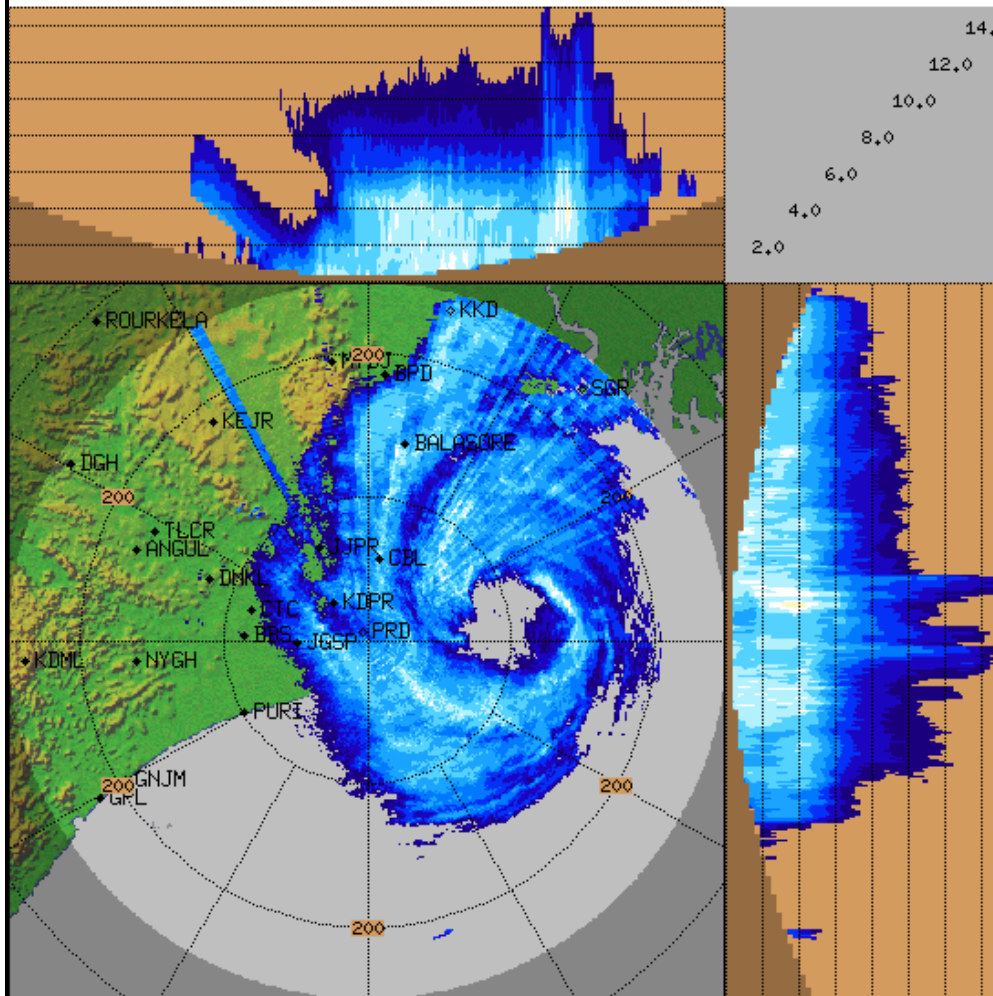 14.
12.0
10.0
8.0
6.0
4.0
2.0
KKD
ROURKELA
200
BPD
SGR
KEJR
BALASORE
DGH
200
200
TLCR
ANGUL
JJPR
CBL
DNKL
CTC
KDPR
BBS
PRD
JGSP
KDML
NYGH
PURI
GNJM
200
GPL
200
200